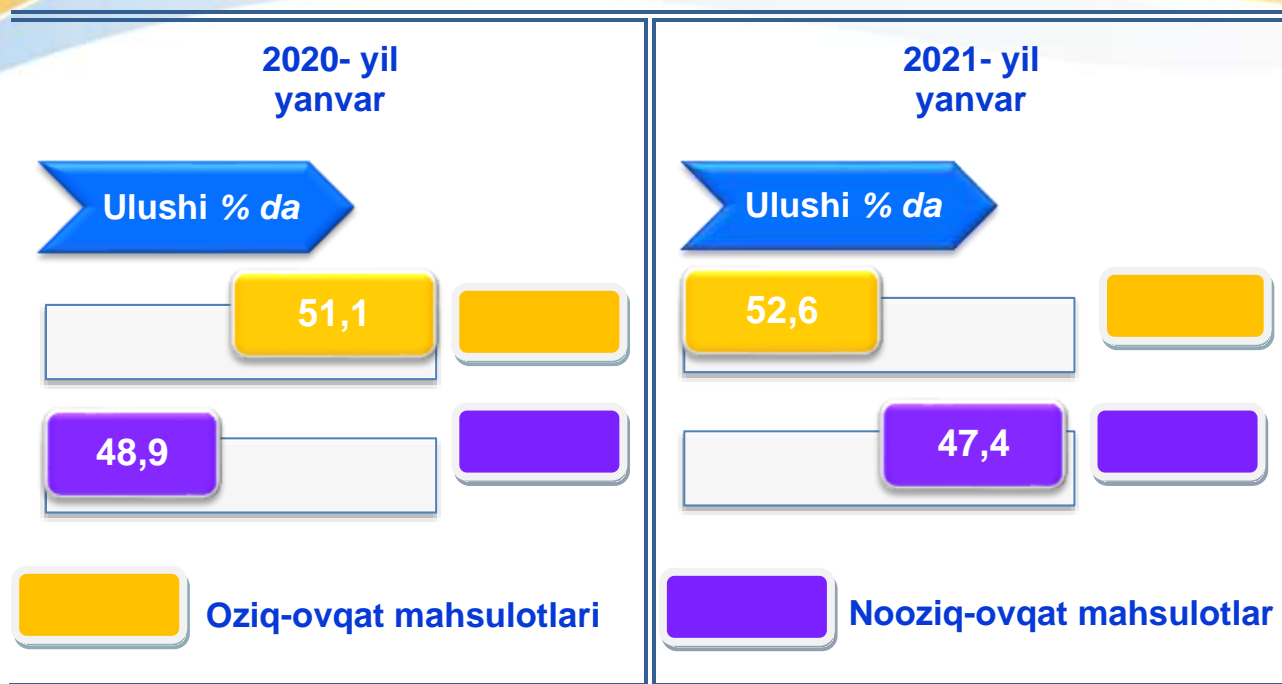 2020- yil
yanvar
Ulushi % da
51,1
48,9
Oziq-ovqat mahsulotlari
2021- yil
yanvar
Ulushi % da
52,6
47,4
Nooziq-ovqat mahsulotlar